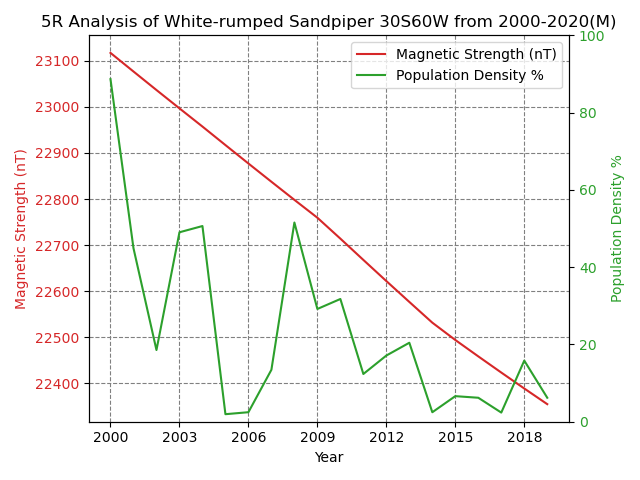 5R Analysis of White-rumped Sandpiper 30S60W from 2000-2020(M)
Magnetic Strength (nT)
Population Density %
23100
23000
22900
22800
22700
22600
22500
22400
Magnetic Strength (nT)
100
80
60
40
20
0
Population Density %
2000 2003 2006 2009 2012 2015 2018
Year